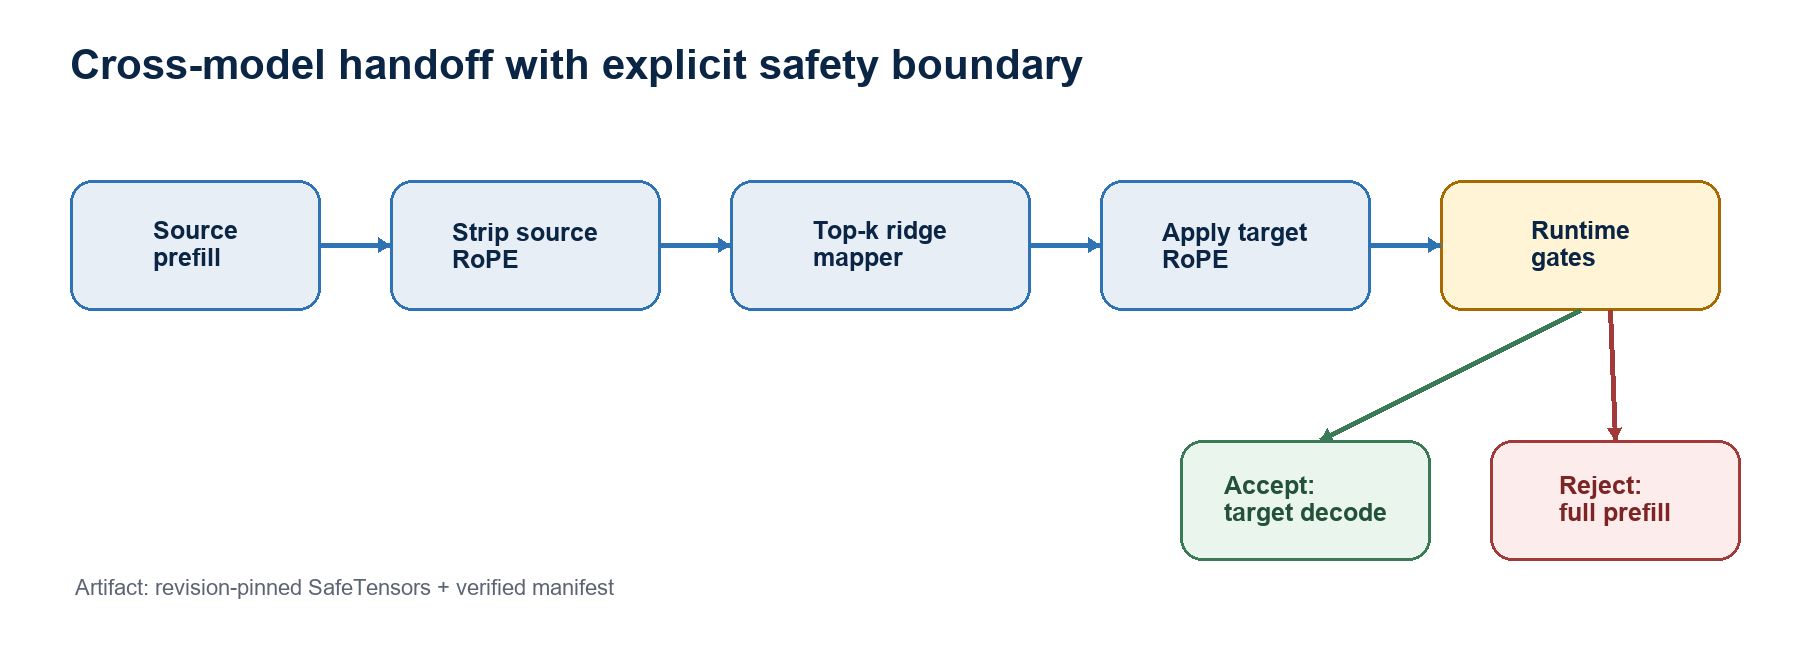 Cross-model handoff with explicit safety boundary
Source
prefill
Strip source
RoPE
Top-k ridge
mapper
Apply target
RoPE
Runtime
gates
Accept:
target decode
Reject:
full prefill
Artifact: revision-pinned SafeTensors + verified manifest